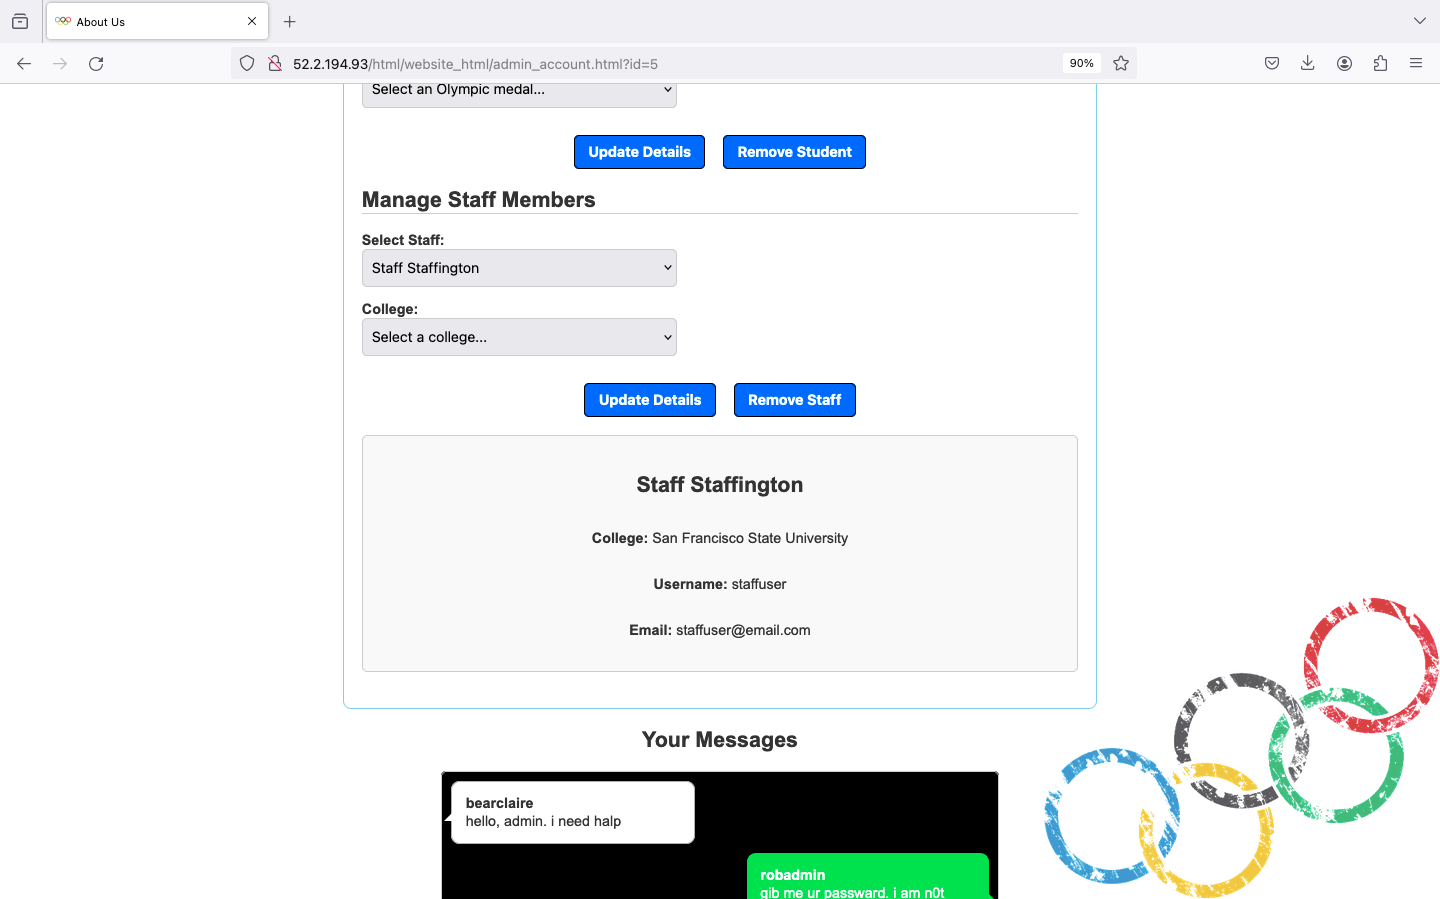 About Us
52.2.194.93/html/website_html/admin_account.html?id=5
90%
Select an Olympic medal...
Update Details
Remove Student
Manage Staff Members
Select Staff:
Staff Staffington
College:
Select a college...
Update Details
Remove Staff
Staff Staffington
College: San Francisco State University
Username: staffuser
Email: staffuser@email.com
Your Messages
bearclaire
hello, admin. i need halp
robadmin
gib me ur passward. i am n0t